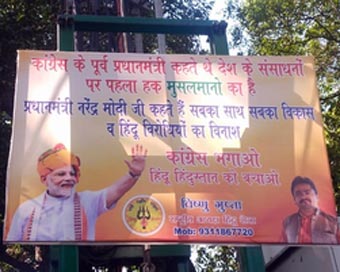 कांग्रेस के पूर्व प्रधानमंत्री कहते थे देश के संसाधनों
पर पहला हक मुसलमानो का है
प्रधानमंत्री नरेंद्र मोदी जी कहते हैं सबका साथ सबका विकास
व हिंदू विरोधियों का विनाश
कांग्रेस भगाओ
हिंदू हिंदुस्तान को बचाओ
विष्णु गुप्ता
हिंदू सेना
Mob: 9311867720